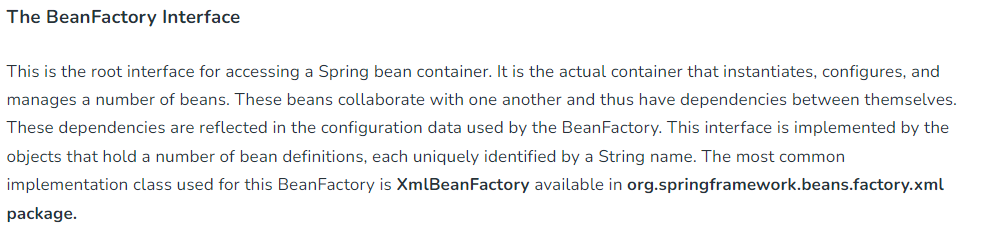 The BeanFactory Interface
This is the root interface for accessing a Spring bean container. It is the actual container that instantiates, configures, and
manages a number of beans. These beans collaborate with one another and thus have dependencies between themselves.
These dependencies are reflected in the configuration data used by the BeanFactory. This interface is implemented by the
objects that hold a number of bean definitions, each uniquely identified by a String name. The most common
implementation class used for this BeanFactory is XmlBeanFactory available in org.springframework.beans.factory.xml
package.